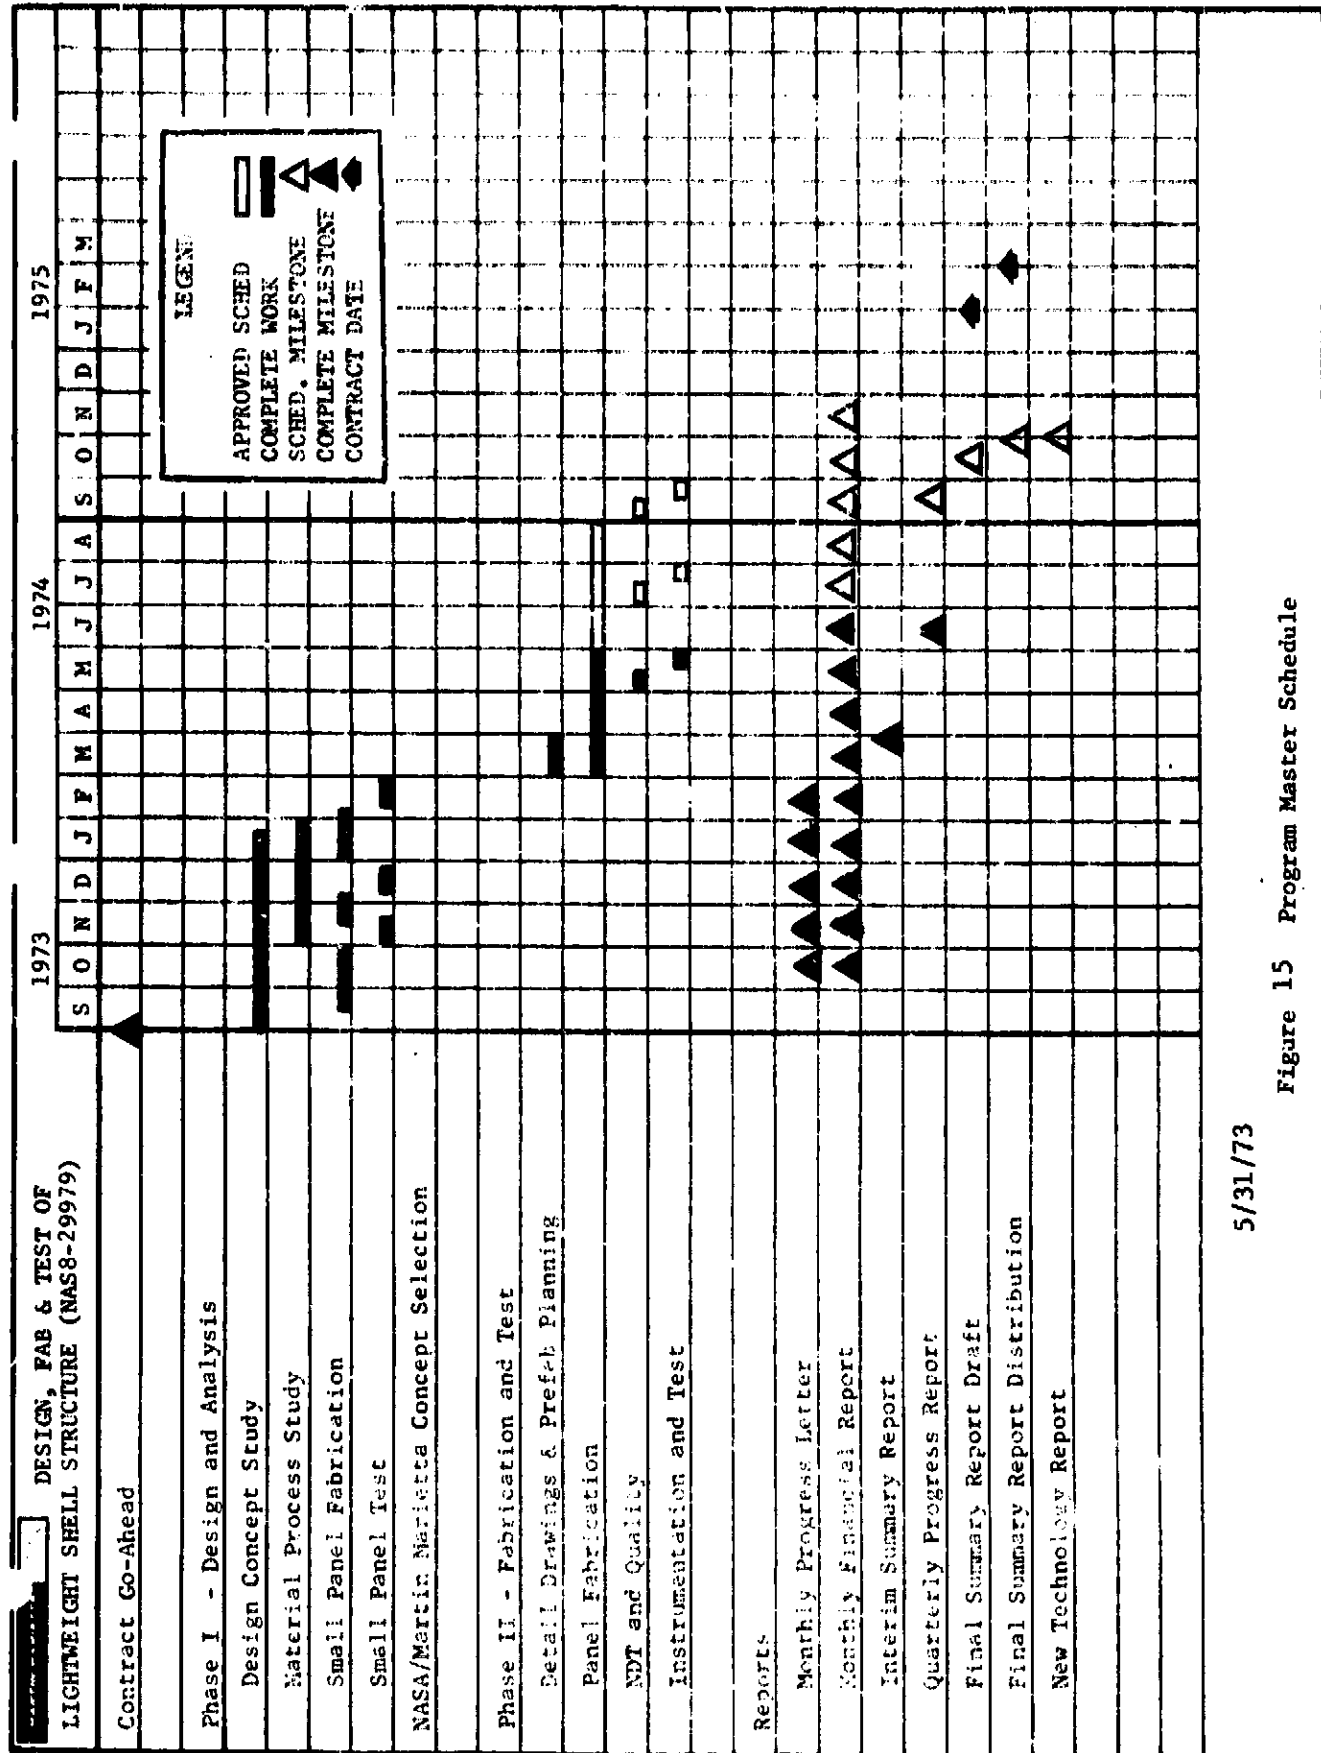 DESIGN, FAB & TEST OF
LIGHTWEIGHT SHELL STRUCTURE (NAS8-29979)
1973 1974 1975
S O N D J F M A M J J A S O N D J F M
Contract Go-Ahead
Phase I - Design and Analysis
Design Concept Study
Material Process Study
Small Panel Fabrication
Small Panel Test
NASA/Martin Marietta Concept Selection
Phase II - Fabrication and Test
Detail Drawings & Prefab Planning
Panel Fabrication
NDT and Quality
Instrumentation and Test
Reports
Monthly Progress Letter
Monthly Financial Report
Interim Summary Report
Quarterly Progress Report
Final Summary Report Draft
Final Summary Report Distribution
New Technology Report
LEGEND
APPROVED SCHED
COMPLETE WORK
SCHED. MILESTONE
COMPLETE MILESTONE
CONTRACT DATE
5/31/73
Figure 15 Program Master Schedule